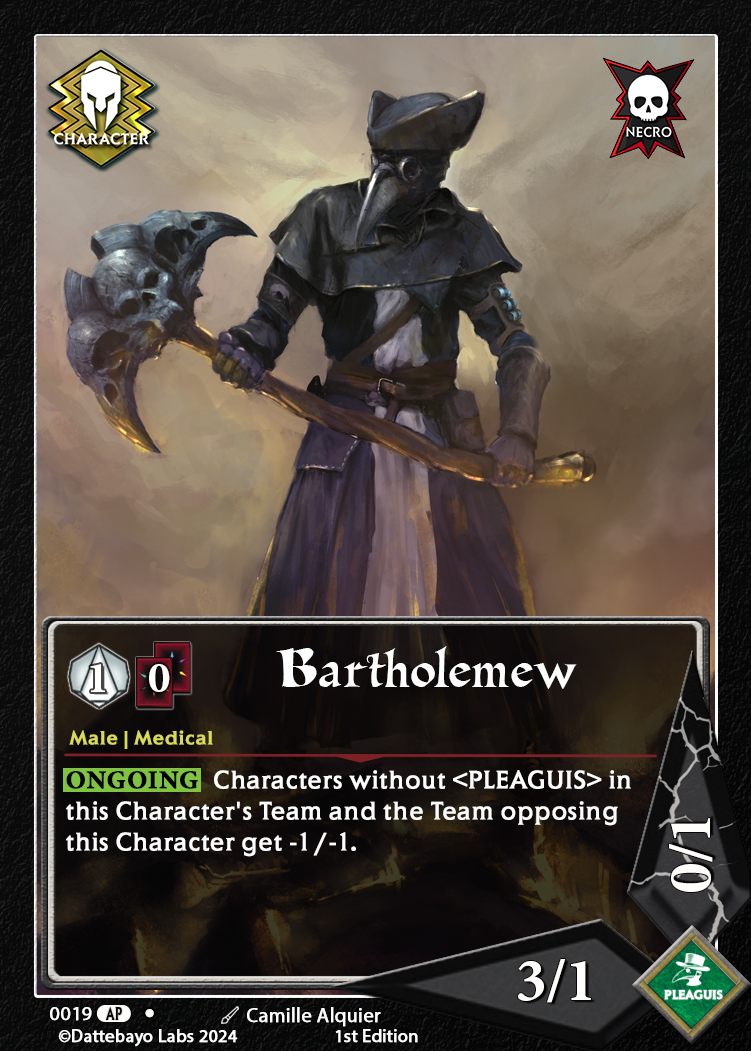 CHARACTER
NECRO
1 0 Bartholemew
Male | Medical
ONGOING Characters without <PLEAGUIS> in
this Character's Team and the Team opposing
this Character get -1/-1.
0/1
3/1
PLEAGUIS
0019 AP • Camille Alquier
©Dattebayo Labs 2024 1st Edition